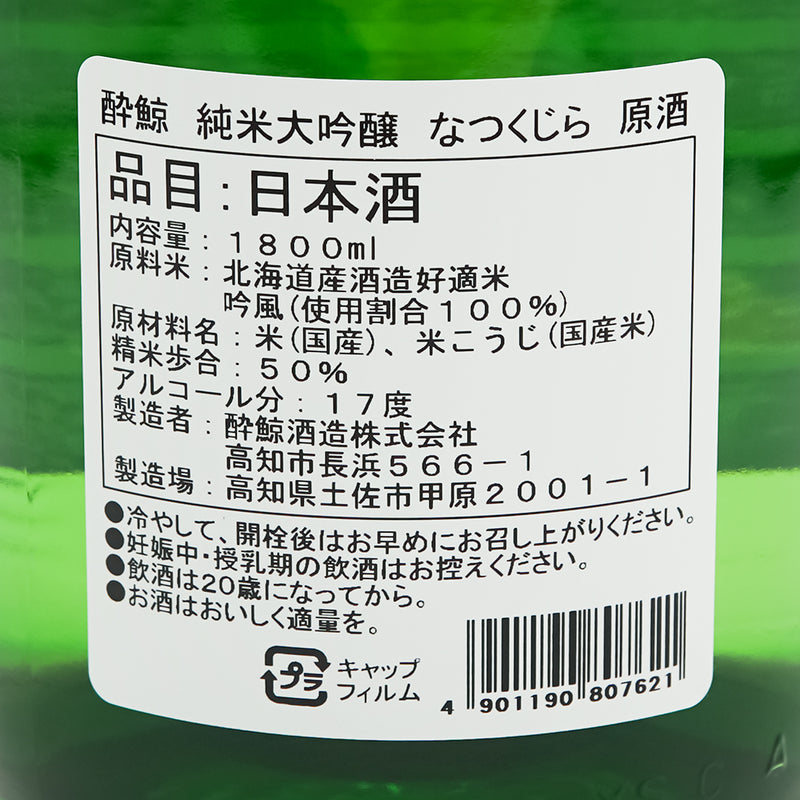 酔鯨 純米大吟醸 なつくじら 原酒
品目：日本酒
内容量：1800ml
原料米：北海道産酒造好適米
吟風(使用割合100%)
原材料名：米(国産)、米こうじ(国産米)
精米歩合：50%
アルコール分：17度
製造者：酔鯨酒造株式会社
高知市長浜566－1
製造場：高知県土佐市甲原2001－1
●冷やして、開栓後はお早めにお召し上がりください。
●妊娠中・授乳期の飲酒はお控えください。
●飲酒は20歳になってから。
●お酒はおいしく適量を。
プラ キャップ
フィルム
4 901190 807621